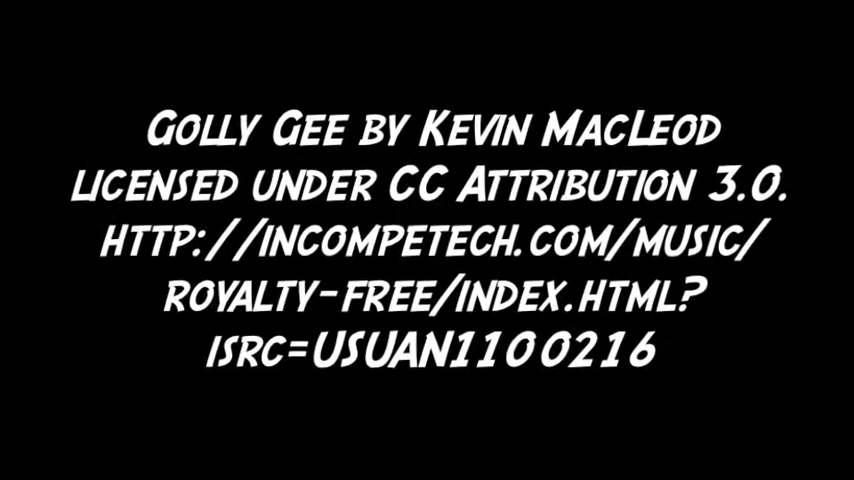 Golly Gee by Kevin MacLeod
licensed under CC Attribution 3.0.
http://incompetech.com/music/
royalty-free/index.html?
isrc=USUAN1100216